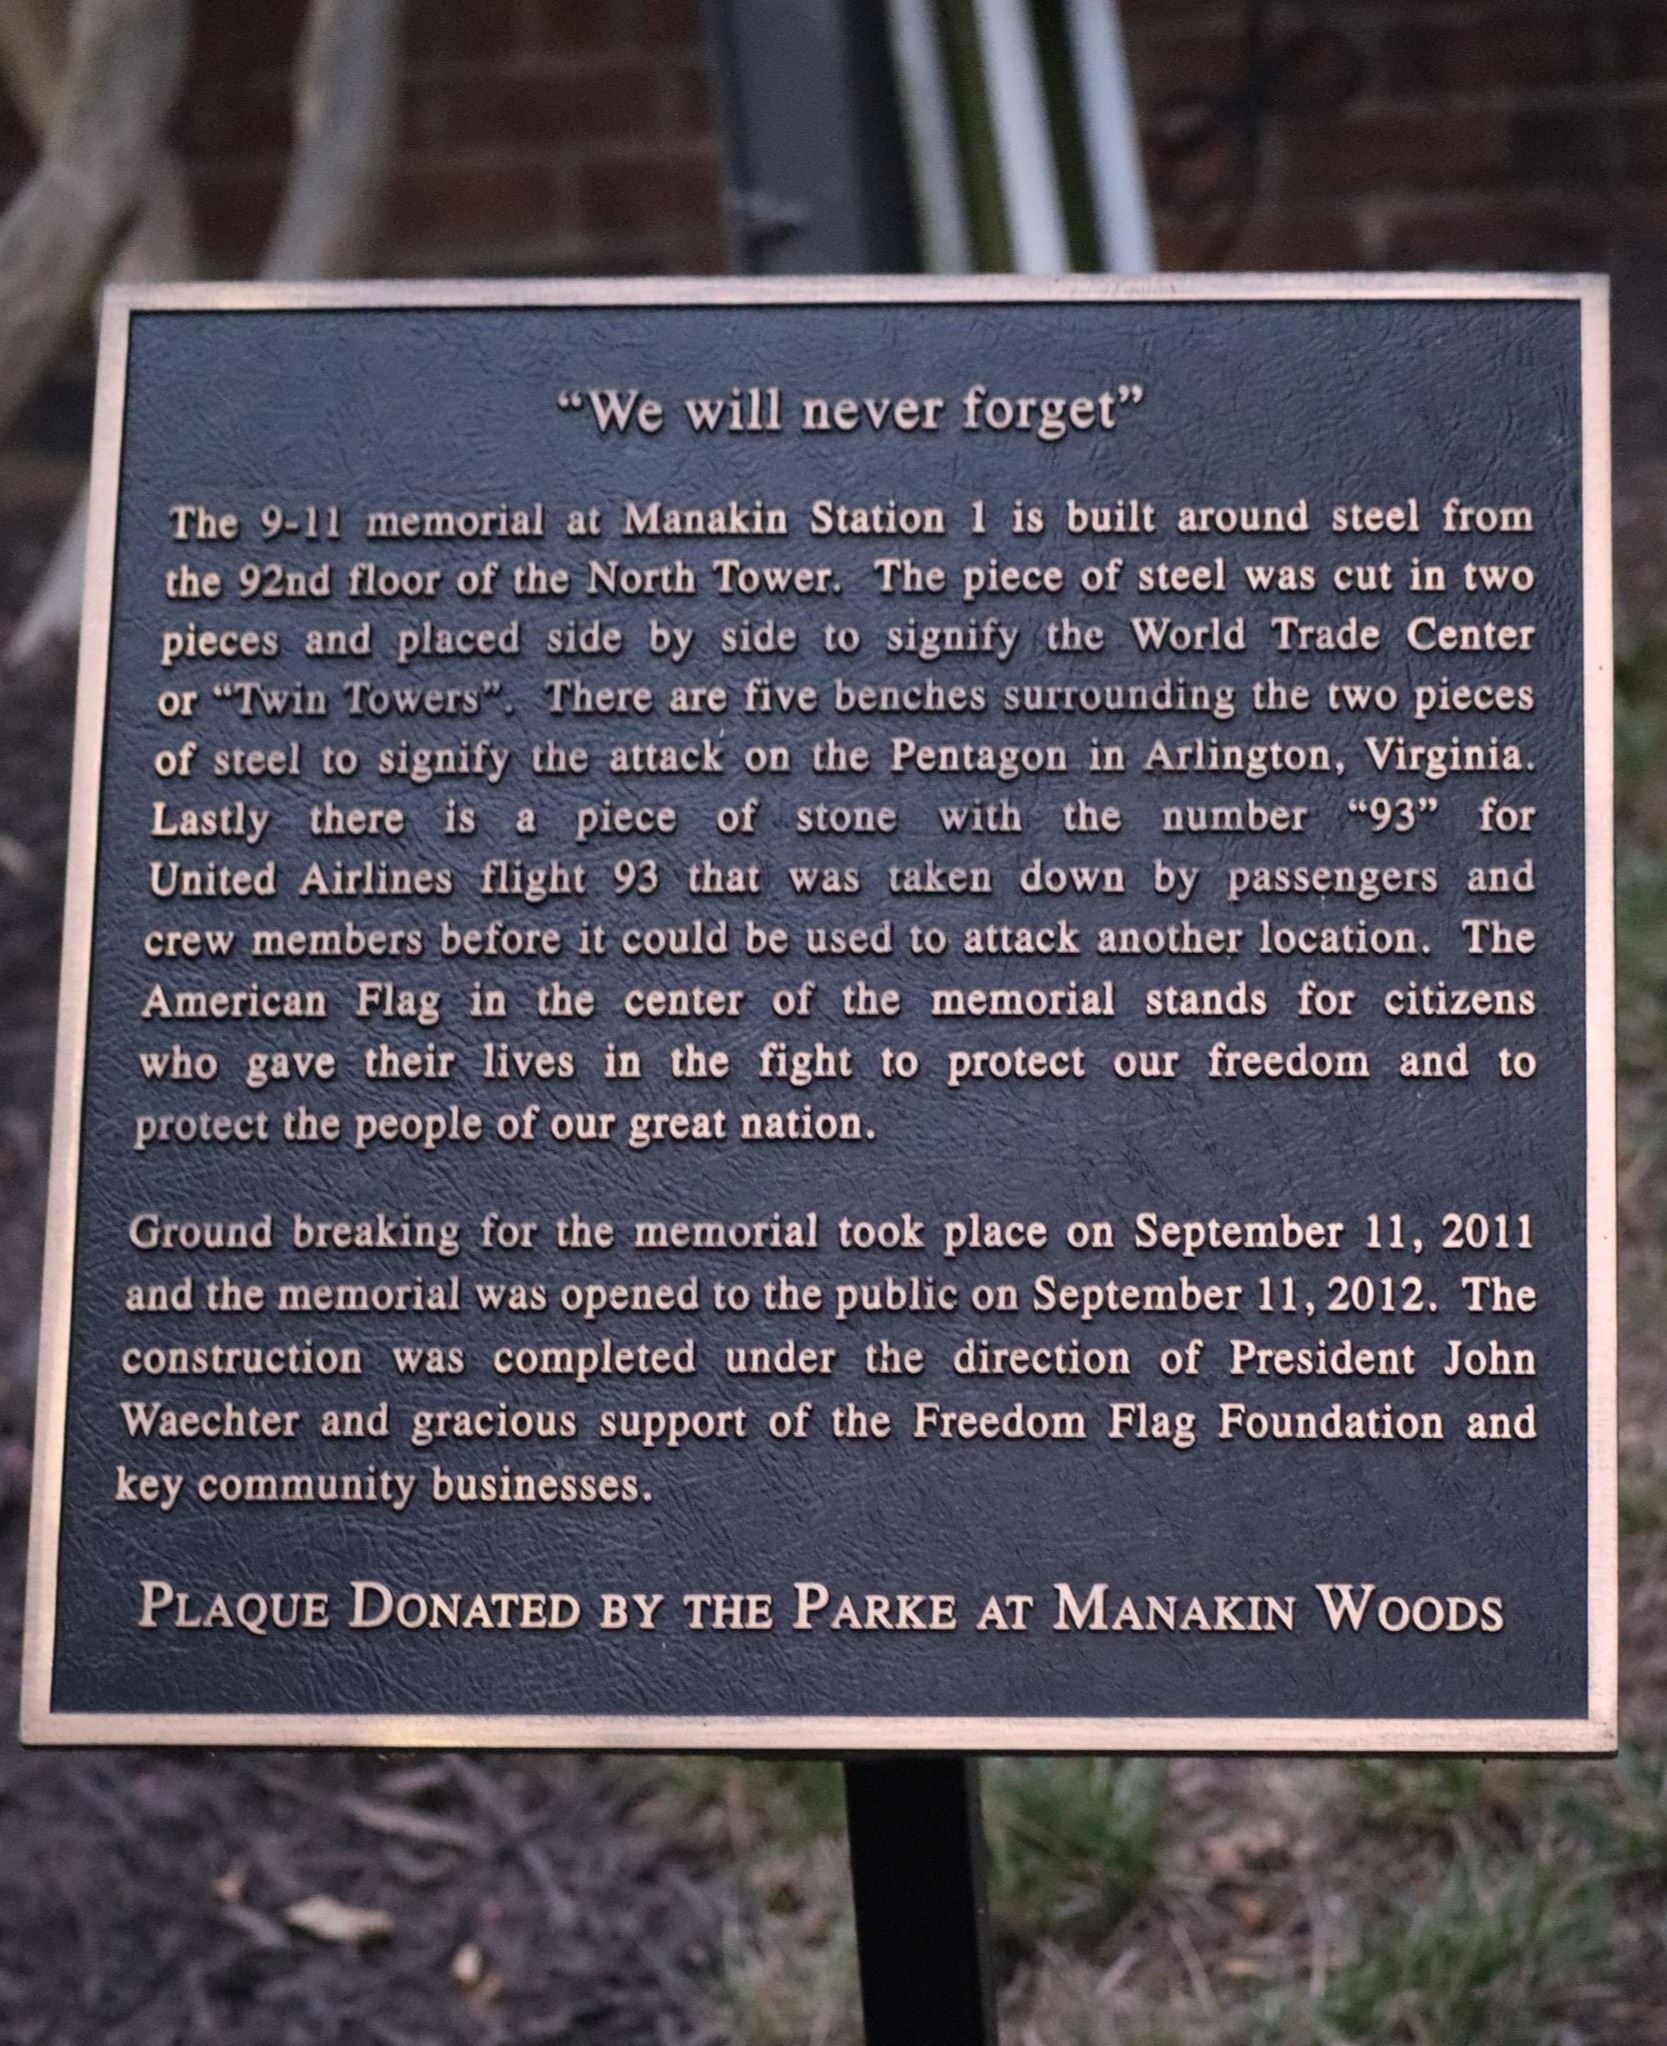 “We will never forget”
The 9-11 memorial at Manakin Station 1 is built around steel from
the 92nd floor of the North Tower. The piece of steel was cut in two
pieces and placed side by side to signify the World Trade Center
or “Twin Towers”. There are five benches surrounding the two pieces
of steel to signify the attack on the Pentagon in Arlington, Virginia.
Lastly there is a piece of stone with the number “93” for
United Airlines flight 93 that was taken down by passengers and
crew members before it could be used to attack another location. The
American Flag in the center of the memorial stands for citizens
who gave their lives in the fight to protect our freedom and to
protect the people of our great nation.
Ground breaking for the memorial took place on September 11, 2011
and the memorial was opened to the public on September 11, 2012. The
construction was completed under the direction of President John
Waechter and gracious support of the Freedom Flag Foundation and
key community businesses.
PLAQUE DONATED BY THE PARKE AT MANAKIN WOODS